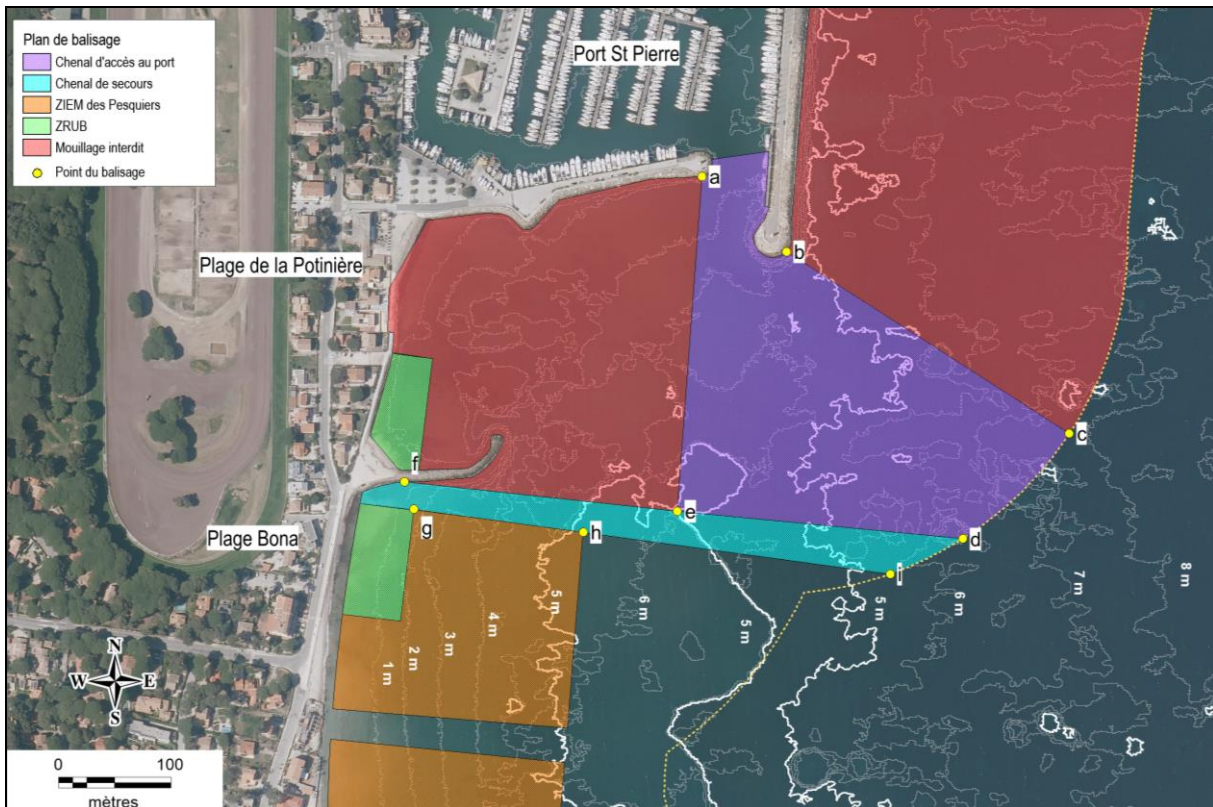 Plan de balisage
Chenal d'accès au port
Chenal de secours
ZIEM des Pesquiers
ZRUB
Mouillage interdit
Point du balisage
Port St Pierre
a
b
Plage de la Potinière
c
f
g
e
h
d
i
Plage Bona
5 m
6 m
5 m
5 m
6 m
7 m
8 m
4 m
3 m
2 m
1 m
N
W E
S
0 100
mètres